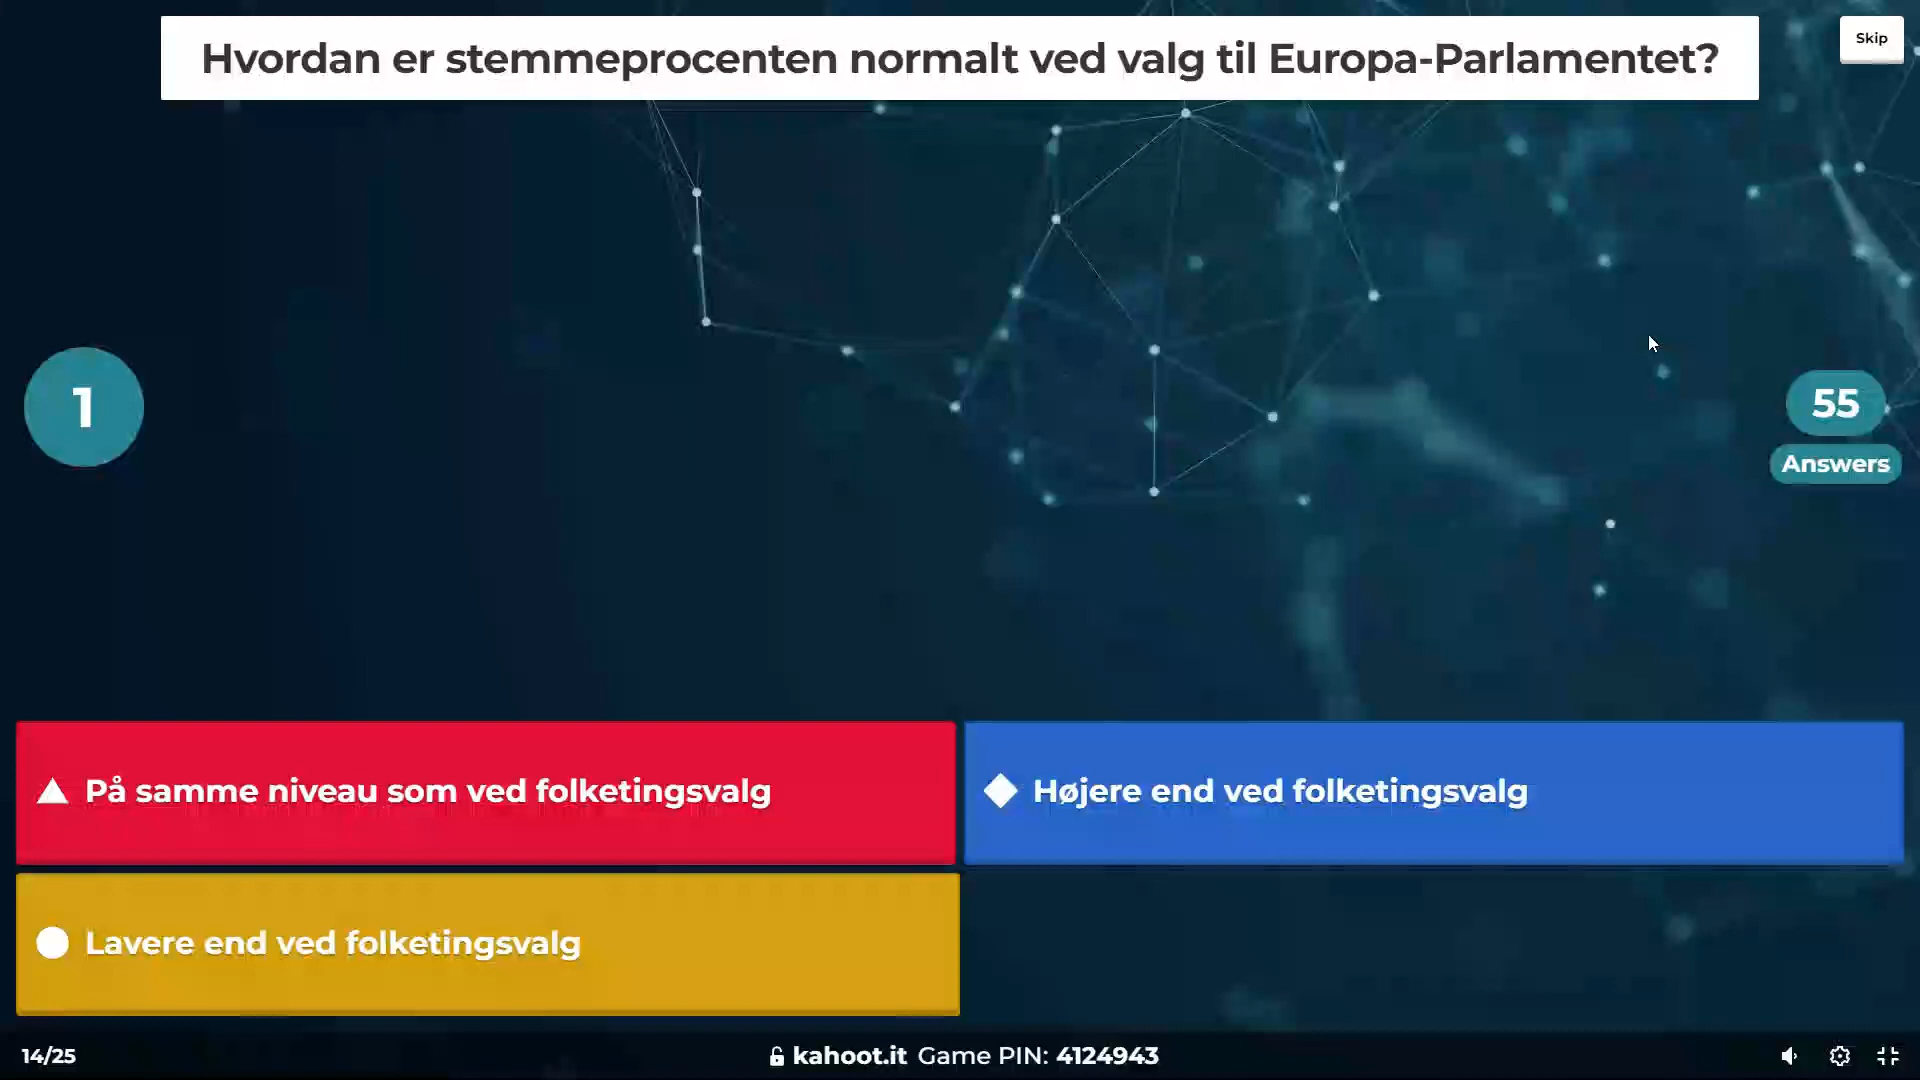 Hvordan er stemmeprocenten normalt ved valg til Europa-Parlamentet?
Skip
1
55
Answers
På samme niveau som ved folketingsvalg
Højere end ved folketingsvalg
Lavere end ved folketingsvalg
14/25
kahoot.it Game PIN: 4124943